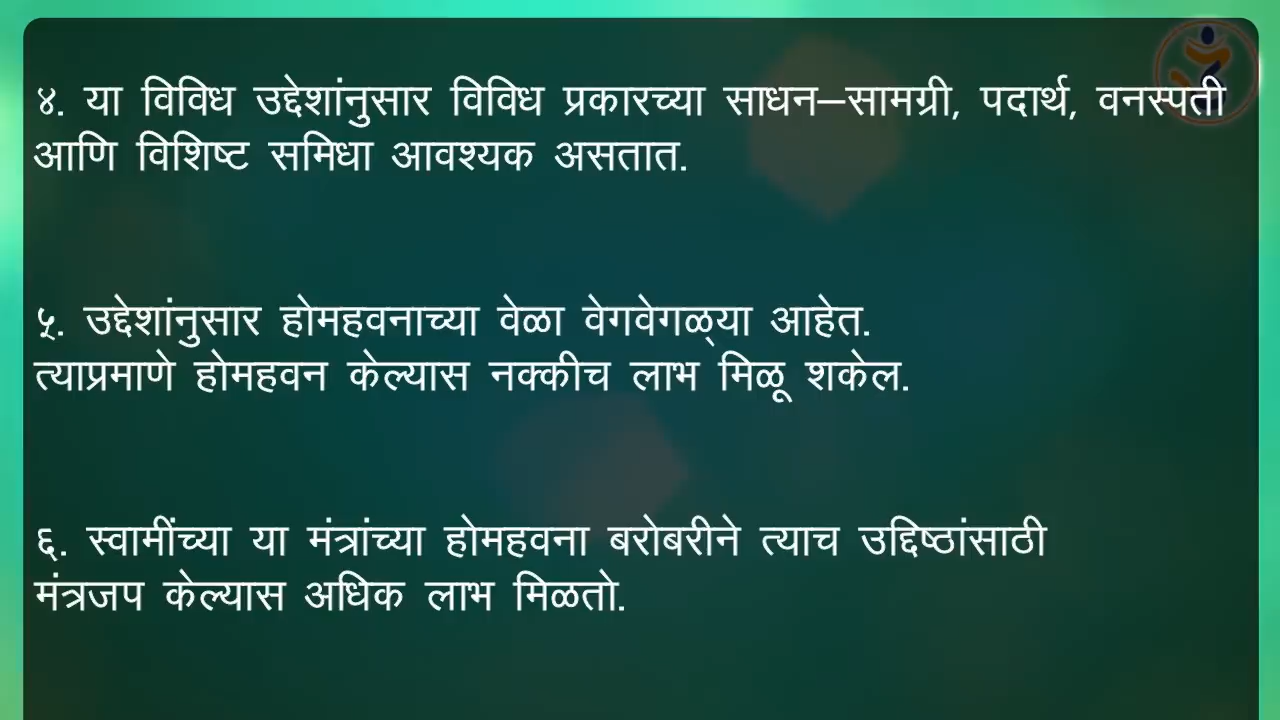 ४. या विविध उद्देशांनुसार विविध प्रकारच्या साधन–सामग्री, पदार्थ, वनस्पती
आणि विशिष्ट समिधा आवश्यक असतात.
५. उद्देशांनुसार होमहवनाच्या वेळा वेगवेगळ्या आहेत.
त्याप्रमाणे होमहवन केल्यास नक्कीच लाभ मिळू शकेल.
६. स्वामींच्या या मंत्रांच्या होमहवना बरोबरीने त्याच उद्दिष्ठांसाठी
मंत्रजप केल्यास अधिक लाभ मिळतो.